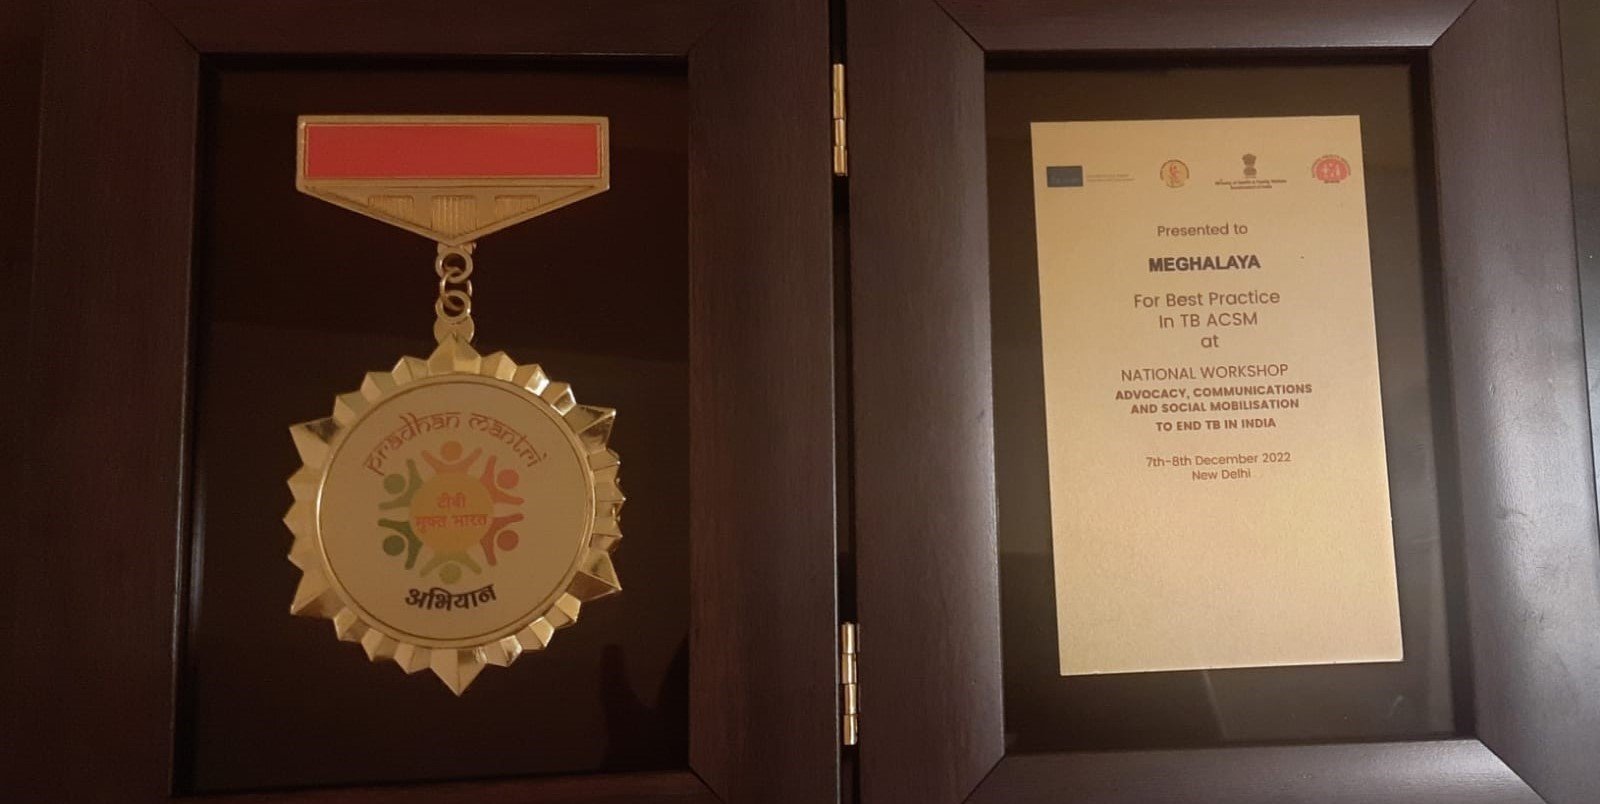 pradhan mantri
टीबी
मुक्त भारत
अभियान
Presented to
MEGHALAYA
For Best Practice
In TB ACSM
at
NATIONAL WORKSHOP
ADVOCACY, COMMUNICATIONS
AND SOCIAL MOBILISATION
TO END TB IN INDIA
7th-8th December 2022
New Delhi